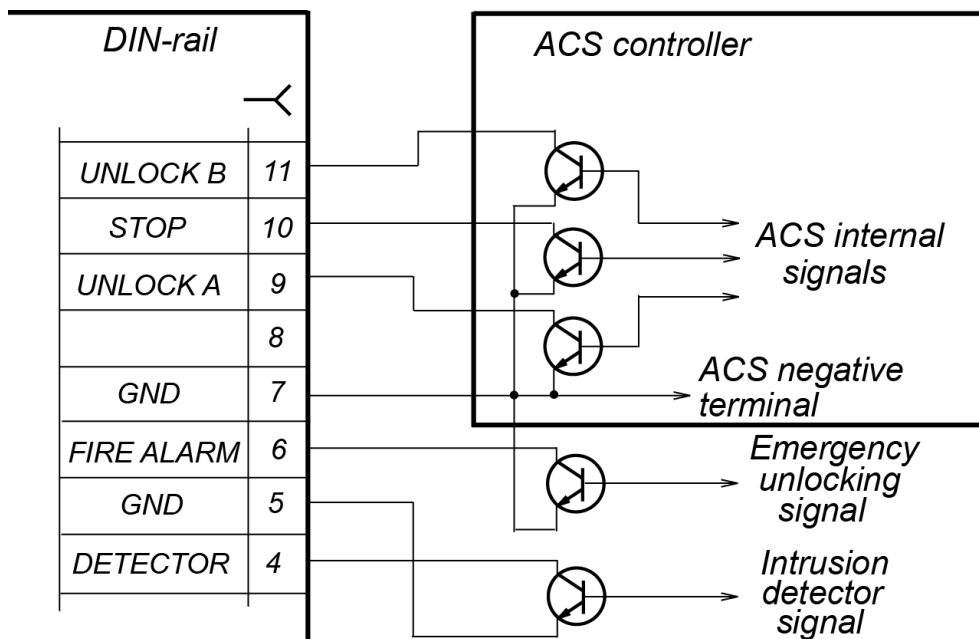 DIN-rail
ACS controller
UNLOCK B 11
STOP 10
UNLOCK A 9
8
GND 7
FIRE ALARM 6
GND 5
DETECTOR 4
ACS internal
signals
ACS negative
terminal
Emergency
unlocking
signal
Intrusion
detector
signal